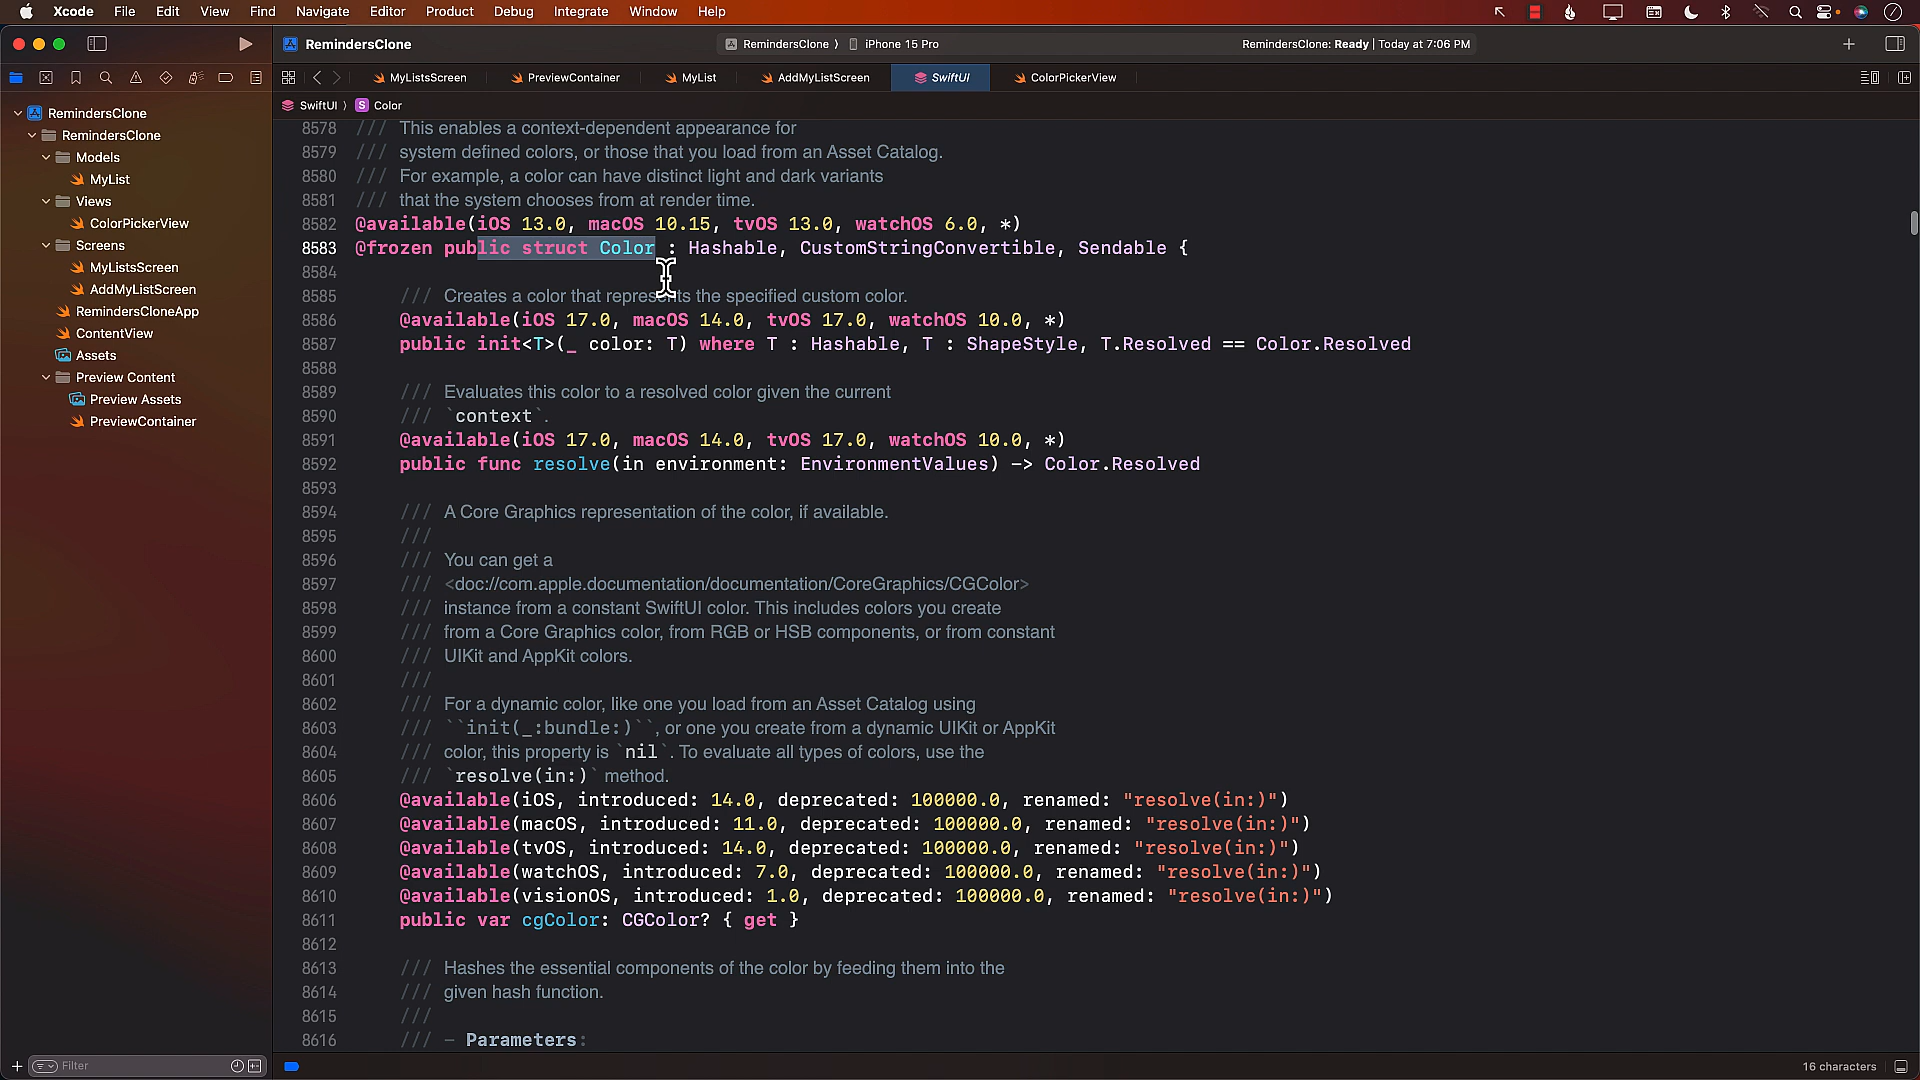 Xcode File Edit View Find Navigate Editor Product Debug Integrate Window Help
RemindersClone
RemindersClone ⟩ iPhone 15 Pro
RemindersClone: Ready | Today at 7:06 PM
MyListsScreen PreviewContainer MyList AddMyListScreen SwiftUI ColorPickerView
SwiftUI ⟩ S Color
RemindersClone
RemindersClone
Models
MyList
Views
ColorPickerView
Screens
MyListsScreen
AddMyListScreen
RemindersCloneApp
ContentView
Assets
Preview Content
Preview Assets
PreviewContainer
Filter
8578 /// This enables a context-dependent appearance for
8579 /// system defined colors, or those that you load from an Asset Catalog.
8580 /// For example, a color can have distinct light and dark variants
8581 /// that the system chooses from at render time.
8582 @available(iOS 13.0, macOS 10.15, tvOS 13.0, watchOS 6.0, *)
8583 @frozen public struct Color : Hashable, CustomStringConvertible, Sendable {
8584
8585 /// Creates a color that represents the specified custom color.
8586 @available(iOS 17.0, macOS 14.0, tvOS 17.0, watchOS 10.0, *)
8587 public init<T>(_ color: T) where T : Hashable, T : ShapeStyle, T.Resolved == Color.Resolved
8588
8589 /// Evaluates this color to a resolved color given the current
8590 /// `context`.
8591 @available(iOS 17.0, macOS 14.0, tvOS 17.0, watchOS 10.0, *)
8592 public func resolve(in environment: EnvironmentValues) -> Color.Resolved
8593
8594 /// A Core Graphics representation of the color, if available.
8595 ///
8596 /// You can get a
8597 /// <doc://com.apple.documentation/documentation/CoreGraphics/CGColor>
8598 /// instance from a constant SwiftUI color. This includes colors you create
8599 /// from a Core Graphics color, from RGB or HSB components, or from constant
8600 /// UIKit and AppKit colors.
8601 ///
8602 /// For a dynamic color, like one you load from an Asset Catalog using
8603 /// ``init(_:bundle:)``, or one you create from a dynamic UIKit or AppKit
8604 /// color, this property is `nil`. To evaluate all types of colors, use the
8605 /// `resolve(in:)` method.
8606 @available(iOS, introduced: 14.0, deprecated: 100000.0, renamed: "resolve(in:)")
8607 @available(macOS, introduced: 11.0, deprecated: 100000.0, renamed: "resolve(in:)")
8608 @available(tvOS, introduced: 14.0, deprecated: 100000.0, renamed: "resolve(in:)")
8609 @available(watchOS, introduced: 7.0, deprecated: 100000.0, renamed: "resolve(in:)")
8610 @available(visionOS, introduced: 1.0, deprecated: 100000.0, renamed: "resolve(in:)")
8611 public var cgColor: CGColor? { get }
8612
8613 /// Hashes the essential components of the color by feeding them into the
8614 /// given hash function.
8615 ///
8616 /// - Parameters:
16 characters